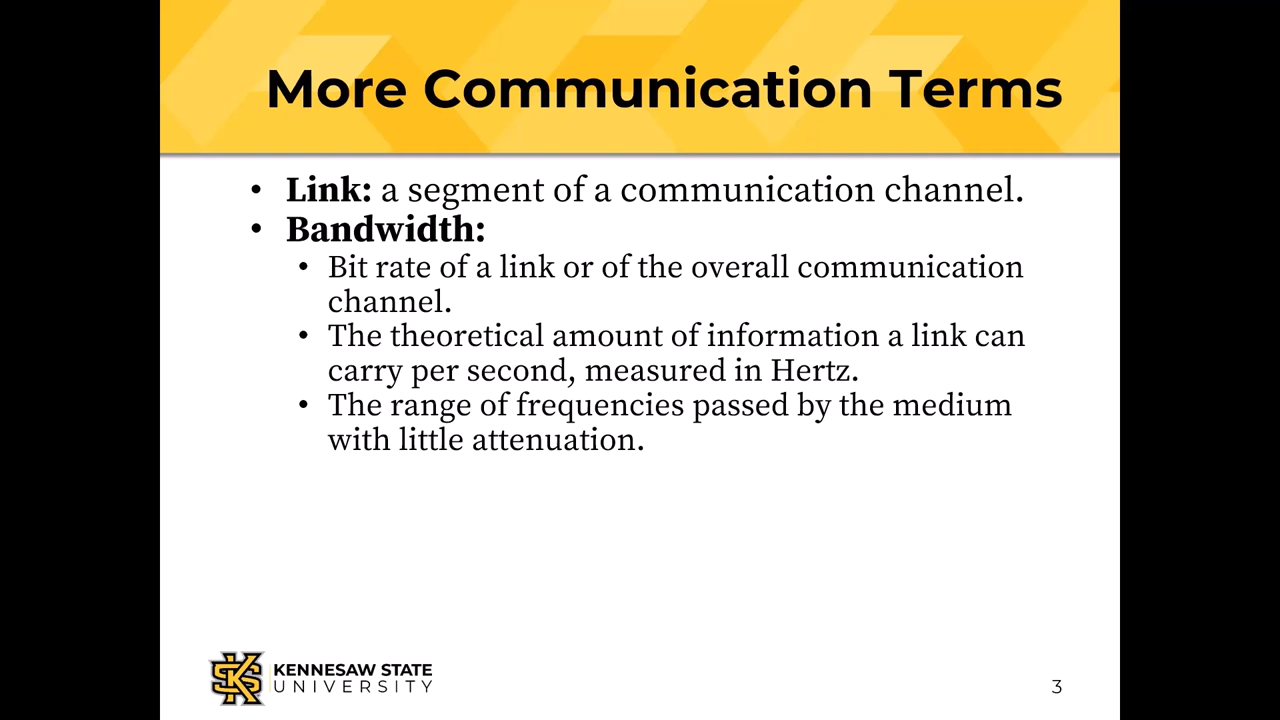 More Communication Terms
• Link: a segment of a communication channel.
• Bandwidth:
• Bit rate of a link or of the overall communication
channel.
• The theoretical amount of information a link can
carry per second, measured in Hertz.
• The range of frequencies passed by the medium
with little attenuation.
KS
KENNESAW STATE
UNIVERSITY
3